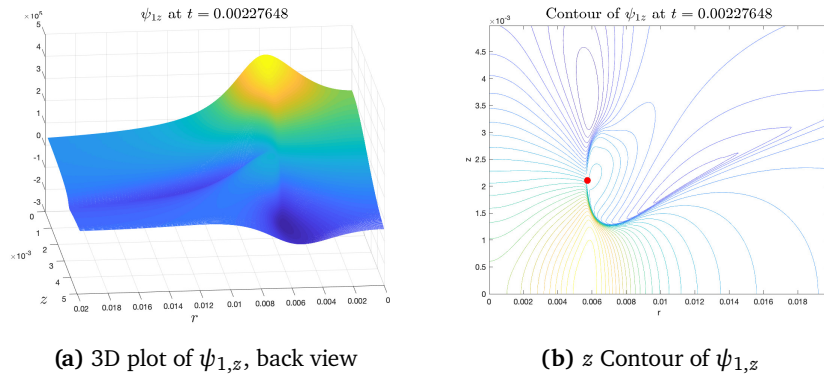 ψ₁z at t = 0.00227648
×10⁵
5
4
3
2
1
0
-1
-2
-3
0
1
×10⁻³
2
3
4
5
z
0.02 0.018 0.016 0.014 0.012 0.01 0.008 0.006 0.004 0.002 0
r
Contour of ψ₁z at t = 0.00227648
×10⁻³
4.5
4
3.5
3
2.5
2
1.5
1
0.5
0
z
0 0.002 0.004 0.006 0.008 0.01 0.012 0.014 0.016 0.018
r
(a) 3D plot of ψ₁,z, back view
(b) z Contour of ψ₁,z